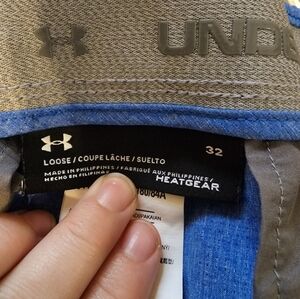 UNDE
LOOSE / COUPE LÂCHE / SUELTO 32
MADE IN PHILIPPINES / FABRIQUÉ AUX PHILIPPINES /
HECHO EN FILIPINAS HEATGEAR